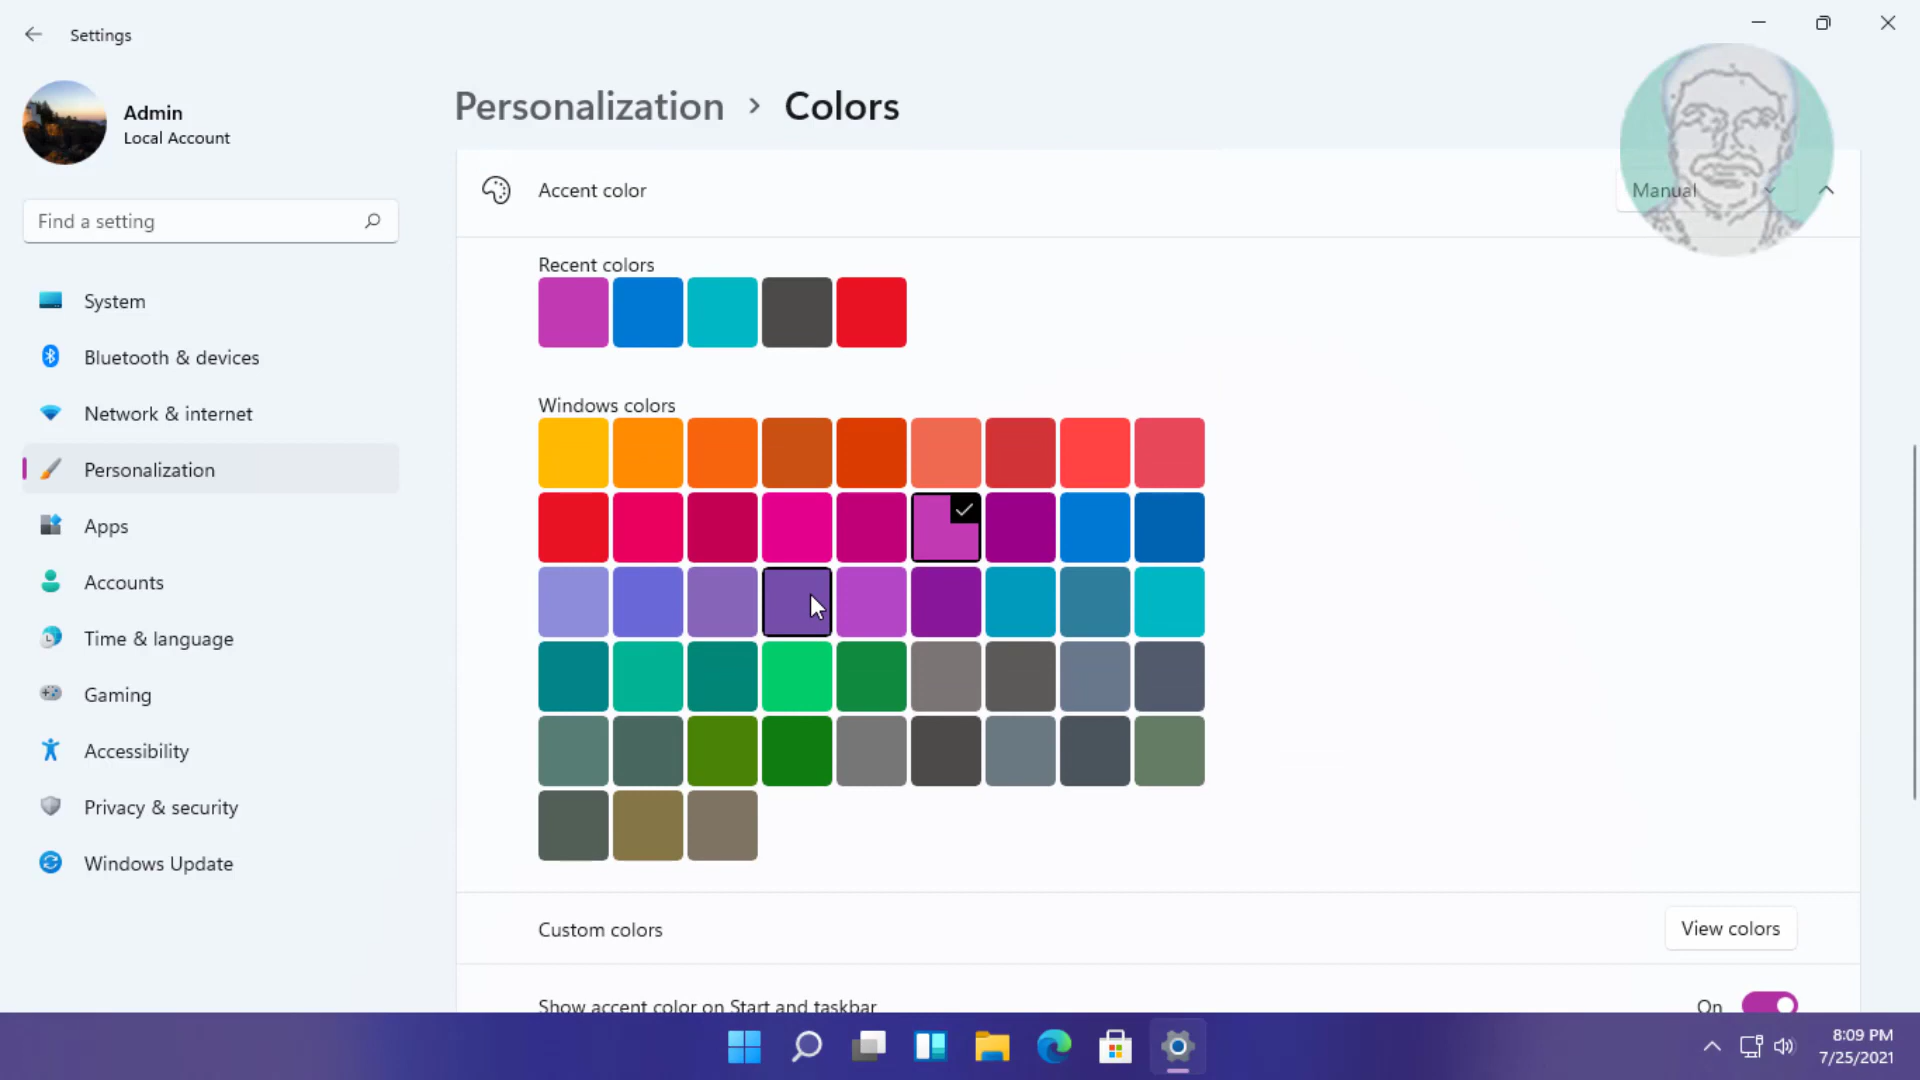 Settings
Admin
Local Account
Find a setting
System
Bluetooth & devices
Network & internet
Personalization
Apps
Accounts
Time & language
Gaming
Accessibility
Privacy & security
Windows Update
Personalization > Colors
Accent color
Manual
Recent colors
Windows colors
Custom colors
View colors
Show accent color on Start and taskbar
On
8:09 PM
7/25/2021